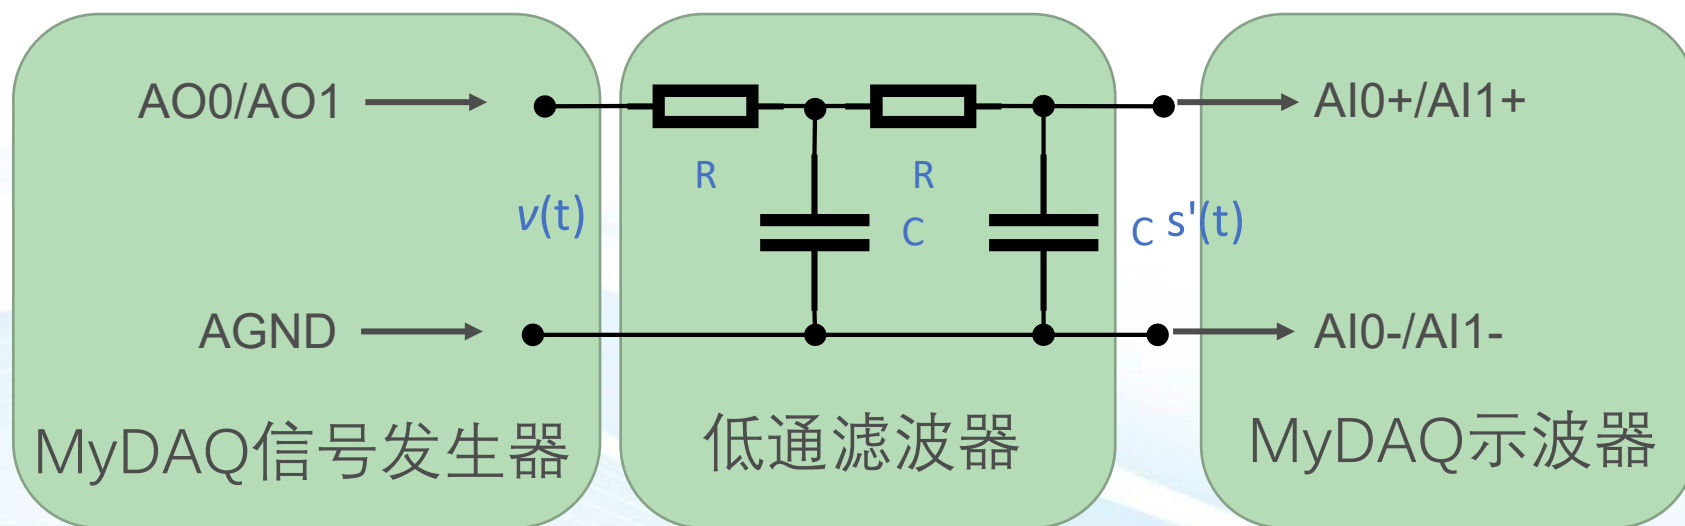 AO0/AO1
AI0+/AI1+
R
R
v(t)
C
C
s'(t)
AGND
AI0-/AI1-
MyDAQ信号发生器
低通滤波器
MyDAQ示波器